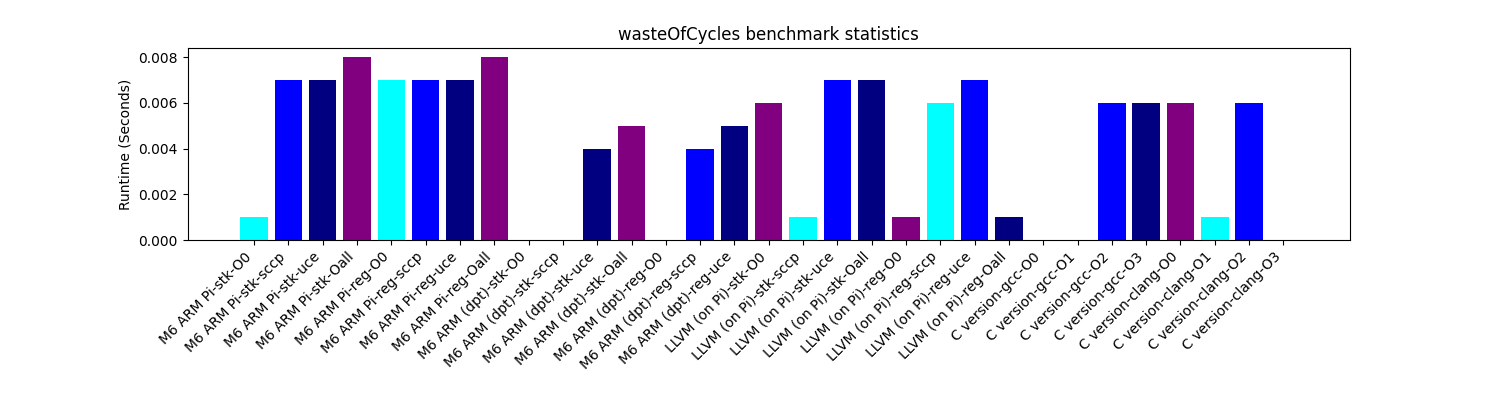 wasteOfCycles benchmark statistics
Runtime (Seconds)
0.008
0.006
0.004
0.002
0.000
M6 ARM Pi-stk-O0
M6 ARM Pi-stk-sccp
M6 ARM Pi-stk-uce
M6 ARM Pi-stk-Oall
M6 ARM Pi-reg-O0
M6 ARM Pi-reg-sccp
M6 ARM Pi-reg-uce
M6 ARM Pi-reg-Oall
M6 ARM (dpt)-stk-O0
M6 ARM (dpt)-stk-sccp
M6 ARM (dpt)-stk-uce
M6 ARM (dpt)-stk-Oall
M6 ARM (dpt)-reg-O0
M6 ARM (dpt)-reg-sccp
M6 ARM (dpt)-reg-uce
LLVM (on Pi)-stk-O0
LLVM (on Pi)-stk-sccp
LLVM (on Pi)-stk-uce
LLVM (on Pi)-stk-Oall
LLVM (on Pi)-reg-O0
LLVM (on Pi)-reg-sccp
LLVM (on Pi)-reg-uce
LLVM (on Pi)-reg-Oall
C version-gcc-O0
C version-gcc-O1
C version-gcc-O2
C version-gcc-O3
C version-clang-O0
C version-clang-O1
C version-clang-O2
C version-clang-O3